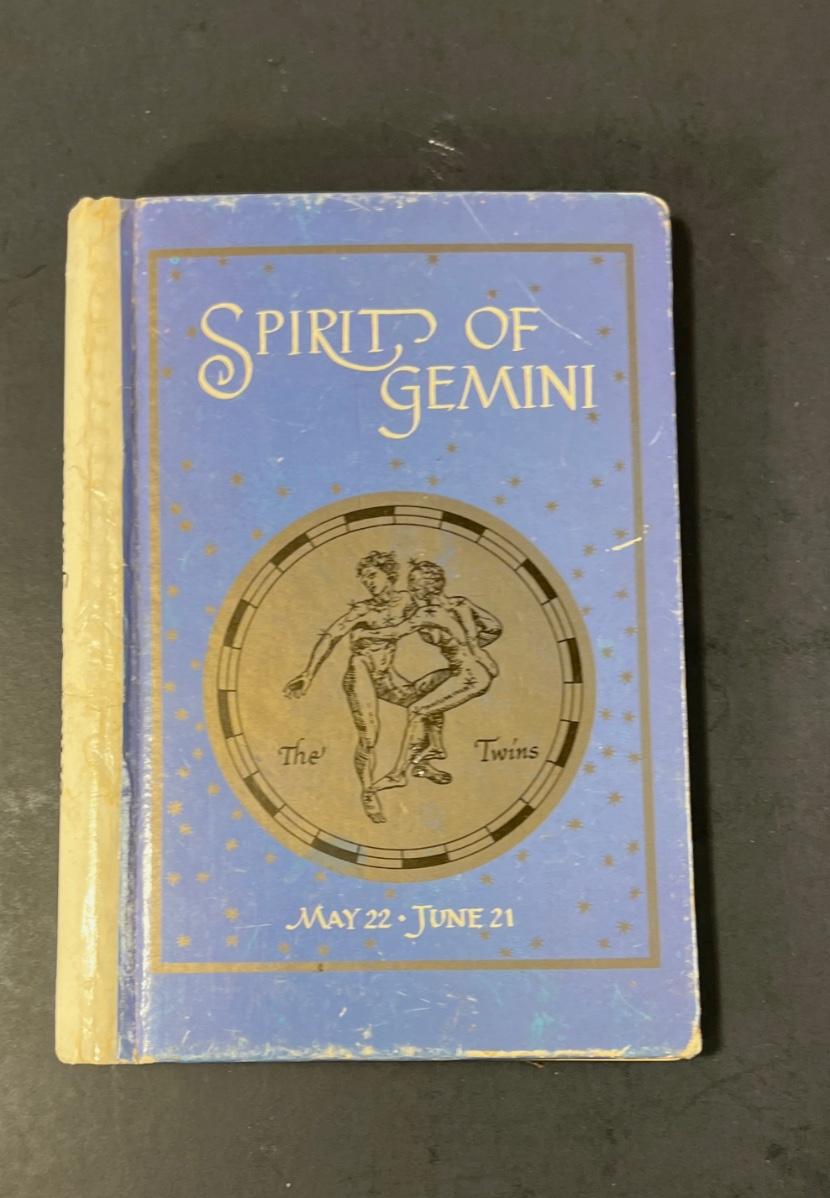 SPIRIT OF
GEMINI
The Twins
MAY 22 • JUNE 21